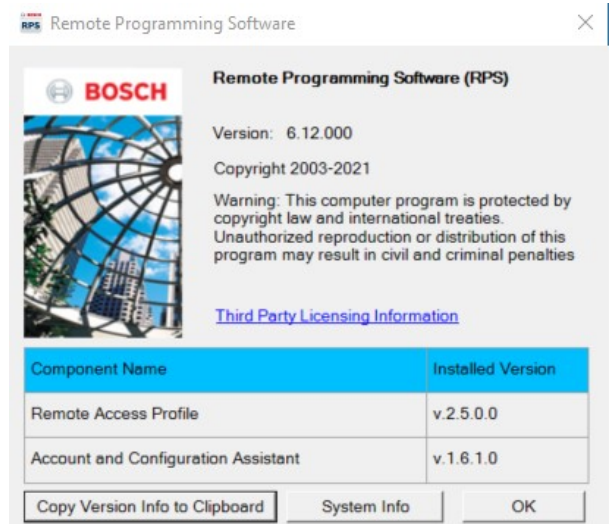 RPS Remote Programming Software
BOSCH
Remote Programming Software (RPS)
Version: 6.12.000
Copyright 2003-2021
Warning: This computer program is protected by
copyright law and international treaties.
Unauthorized reproduction or distribution of this
program may result in civil and criminal penalties
Third Party Licensing Information
Component Name Installed Version
Remote Access Profile v.2.5.0.0
Account and Configuration Assistant v.1.6.1.0
Copy Version Info to Clipboard System Info OK